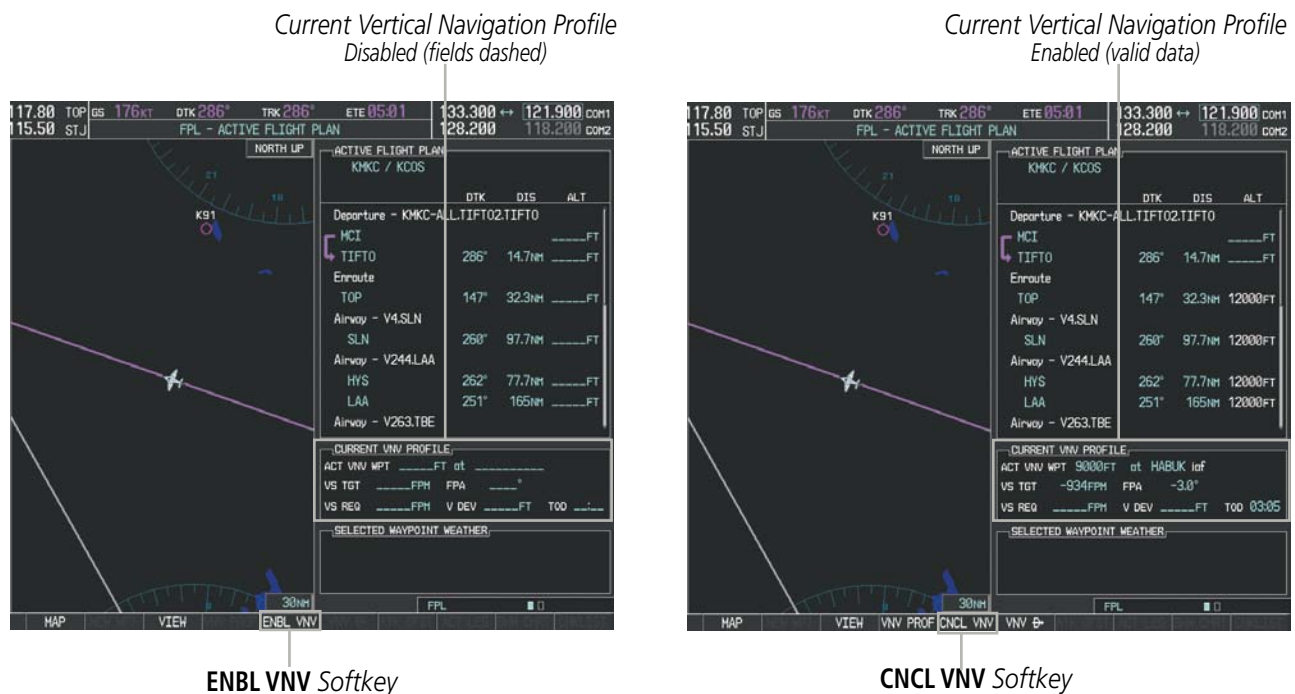 Current Vertical Navigation Profile
Disabled (fields dashed)
117.80 TOP GS 176KT DTK 286° TRK 286° ETE 05:01 133.300 ↔ 121.900 COM1
115.50 STJ FPL - ACTIVE FLIGHT PLAN 128.200 118.200 COM2
NORTH UP
ACTIVE FLIGHT PLAN
KMKC / KCOS
21
18
K91
DTK DIS ALT
Departure - KMKC-ALL.TIFTO2.TIFTO
MCI _____FT
TIFTO 286° 14.7NM _____FT
Enroute
TOP 147° 32.3NM _____FT
Airway - V4.SLN
SLN 260° 97.7NM _____FT
Airway - V244.LAA
HYS 262° 77.7NM _____FT
LAA 251° 165NM _____FT
Airway - V263.TBE
CURRENT VNV PROFILE
ACT VNV WPT _____FT at __________
VS TGT _____FPM FPA ____°
VS REQ _____FPM V DEV _____FT TOD __:__
SELECTED WAYPOINT WEATHER
30NM
FPL
MAP VIEW ENBL VNV
ENBL VNV Softkey
Current Vertical Navigation Profile
Enabled (valid data)
117.80 TOP GS 176KT DTK 286° TRK 286° ETE 05:01 133.300 ↔ 121.900 COM1
115.50 STJ FPL - ACTIVE FLIGHT PLAN 128.200 118.200 COM2
NORTH UP
ACTIVE FLIGHT PLAN
KMKC / KCOS
21
18
K91
DTK DIS ALT
Departure - KMKC-ALL.TIFTO2.TIFTO
MCI _____FT
TIFTO 286° 14.7NM _____FT
Enroute
TOP 147° 32.3NM 12000FT
Airway - V4.SLN
SLN 260° 97.7NM 12000FT
Airway - V244.LAA
HYS 262° 77.7NM 12000FT
LAA 251° 165NM 12000FT
Airway - V263.TBE
CURRENT VNV PROFILE
ACT VNV WPT 9000FT at HABUK iaf
VS TGT -934FPM FPA -3.0°
VS REQ _____FPM V DEV _____FT TOD 03:05
SELECTED WAYPOINT WEATHER
30NM
FPL
MAP VIEW VNV PROF CNCL VNV VNV D→
CNCL VNV Softkey